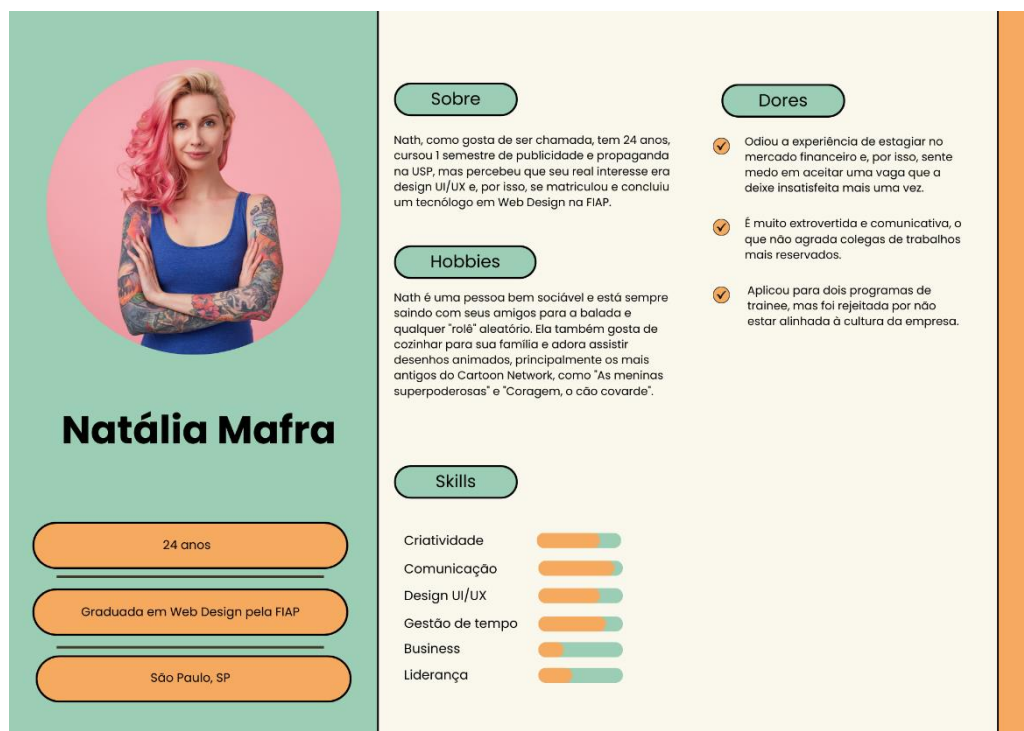 Natália Mafra
24 anos
Graduada em Web Design pela FIAP
São Paulo, SP
Sobre
Nath, como gosta de ser chamada, tem 24 anos,
cursou 1 semestre de publicidade e propaganda
na USP, mas percebeu que seu real interesse era
design UI/UX e, por isso, se matriculou e concluiu
um tecnólogo em Web Design na FIAP.
Hobbies
Nath é uma pessoa bem sociável e está sempre
saindo com seus amigos para a balada e
qualquer "rolê" aleatório. Ela também gosta de
cozinhar para sua família e adora assistir
desenhos animados, principalmente os mais
antigos do Cartoon Network, como "As meninas
superpoderosas" e "Coragem, o cão covarde".
Skills
Criatividade
Comunicação
Design UI/UX
Gestão de tempo
Business
Liderança
Dores
Odiou a experiência de estagiar no
mercado financeiro e, por isso, sente
medo em aceitar uma vaga que a
deixe insatisfeita mais uma vez.
É muito extrovertida e comunicativa, o
que não agrada colegas de trabalhos
mais reservados.
Aplicou para dois programas de
trainee, mas foi rejeitada por não
estar alinhada à cultura da empresa.